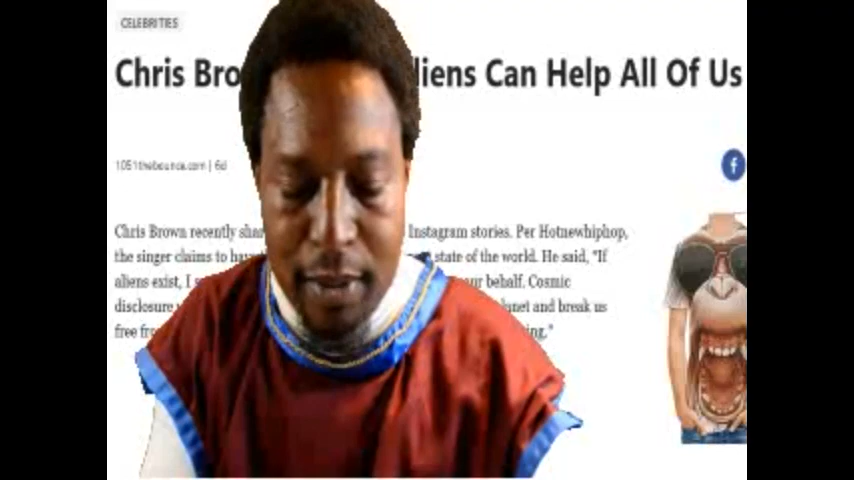 CELEBRITIES
Chris Bro liens Can Help All Of Us
1051thebounce.com | 6d
f
Chris Brown recently shar Instagram stories. Per Hotnewhiphop,
the singer claims to hav state of the world. He said, "If
aliens exist, I our behalf. Cosmic
disclosure planet and break us
free fro ing."